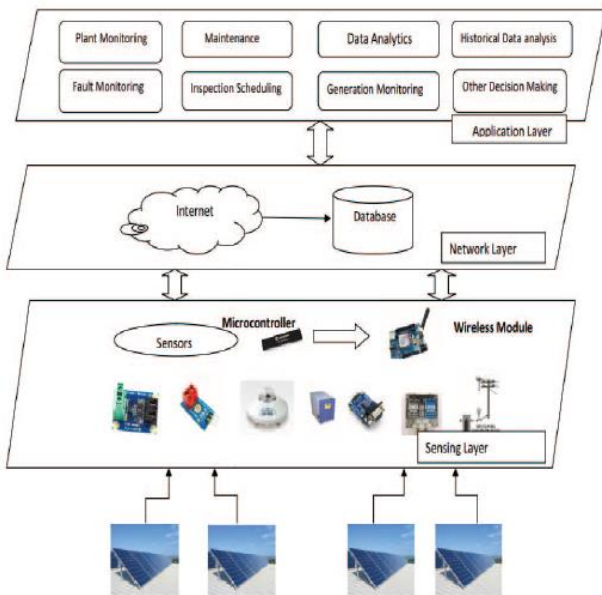 Plant Monitoring
Maintenance
Data Analytics
Historical Data analysis
Fault Monitoring
Inspection Scheduling
Generation Monitoring
Other Decision Making
Application Layer
Internet
Database
Network Layer
Microcontroller
Wireless Module
Sensors
Sensing Layer